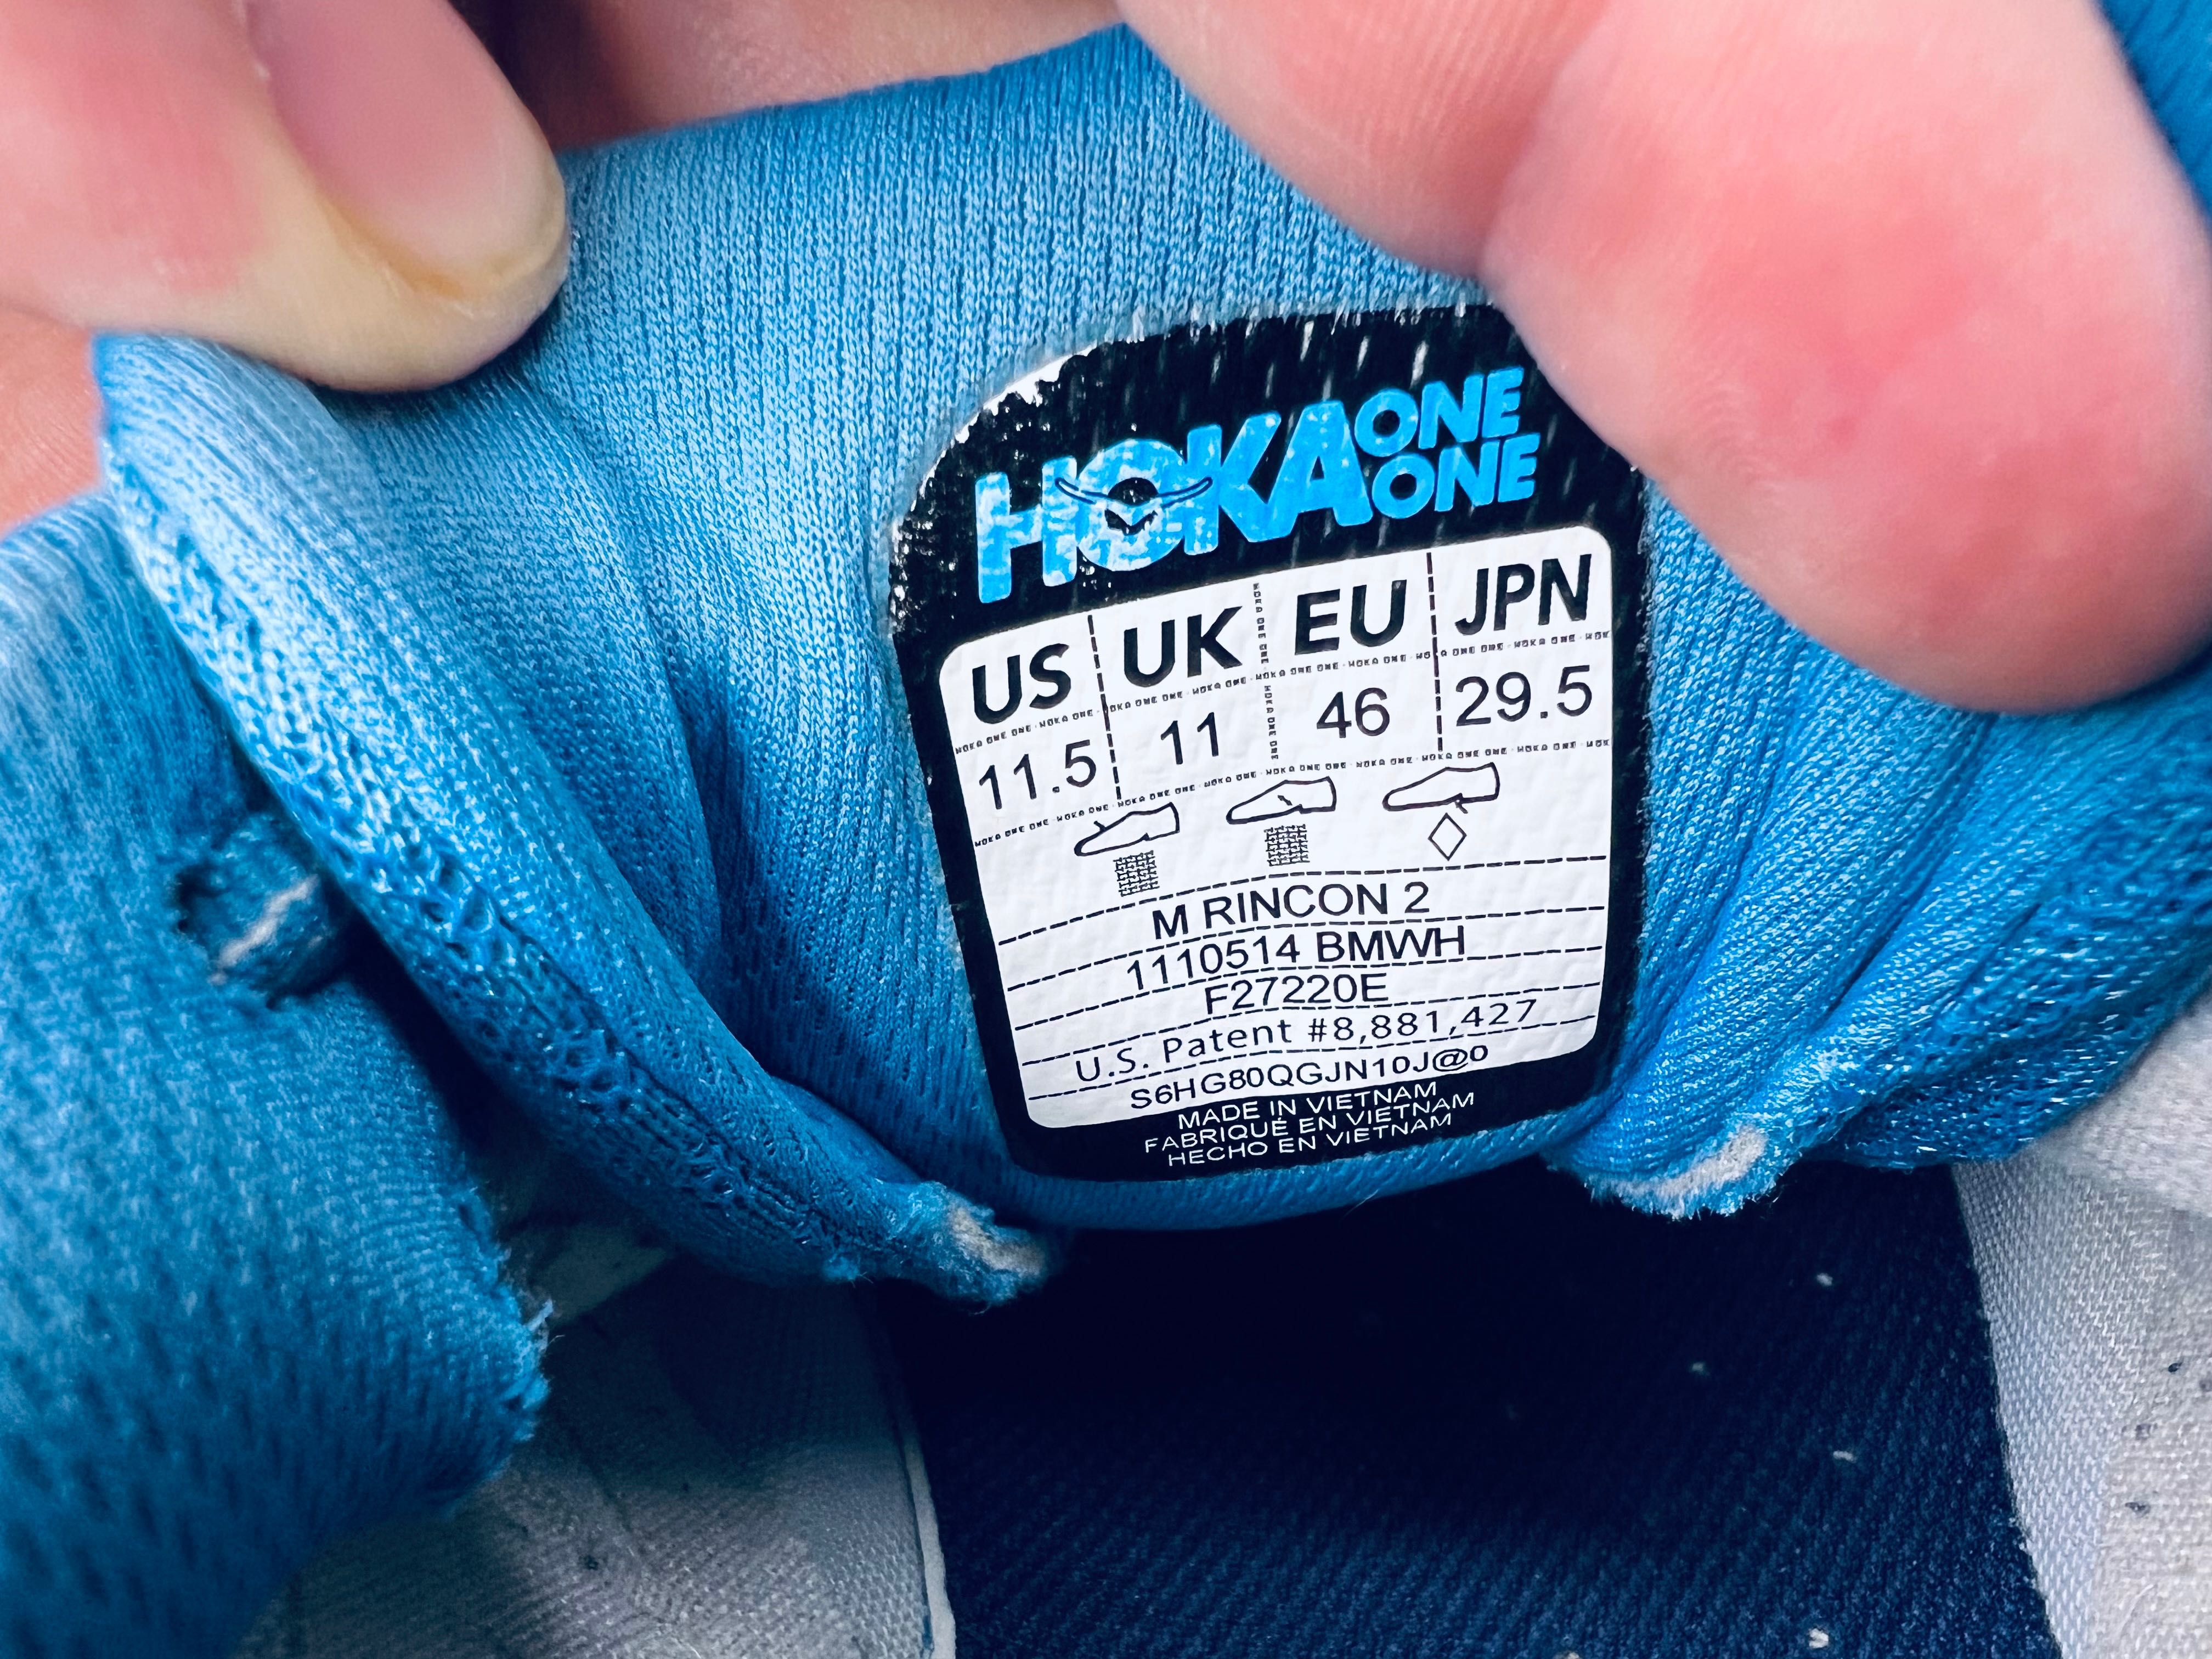 HOKA ONE ONE
US UK EU JPN
11.5 11 46 29.5
M RINCON 2
1110514 BMWH
F27220E
U.S. Patent #8,881,427
S6HG80QGJN10J@0
MADE IN VIETNAM
FABRIQUÉ EN VIETNAM
HECHO EN VIETNAM